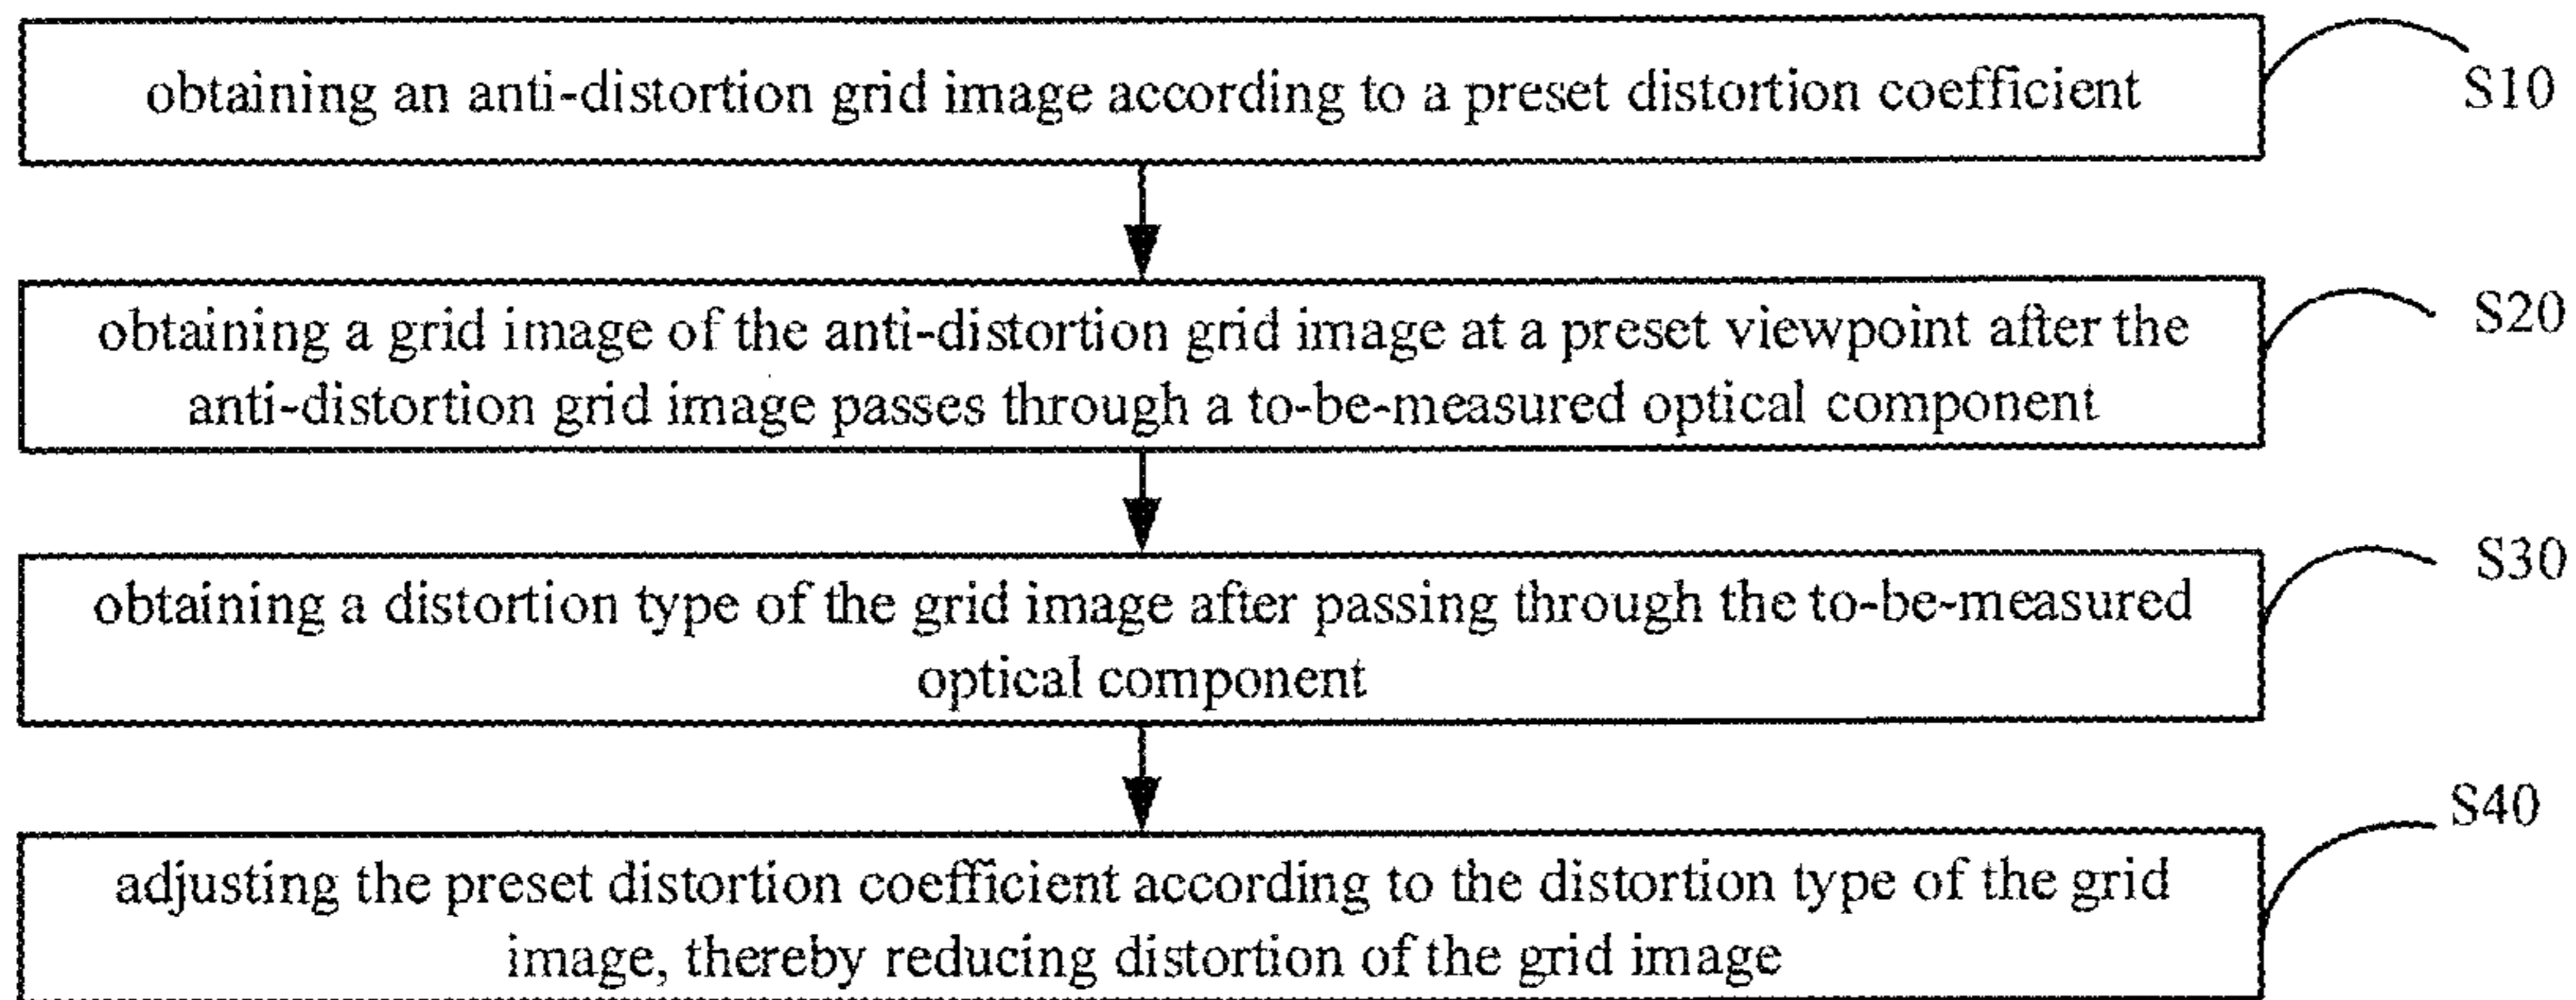 obtaining an anti-distortion grid image according to a preset distortion coefficient
S10
obtaining a grid image of the anti-distortion grid image at a preset viewpoint after the
anti-distortion grid image passes through a to-be-measured optical component
S20
obtaining a distortion type of the grid image after passing through the to-be-measured
optical component
S30
adjusting the preset distortion coefficient according to the distortion type of the grid
image, thereby reducing distortion of the grid image
S40